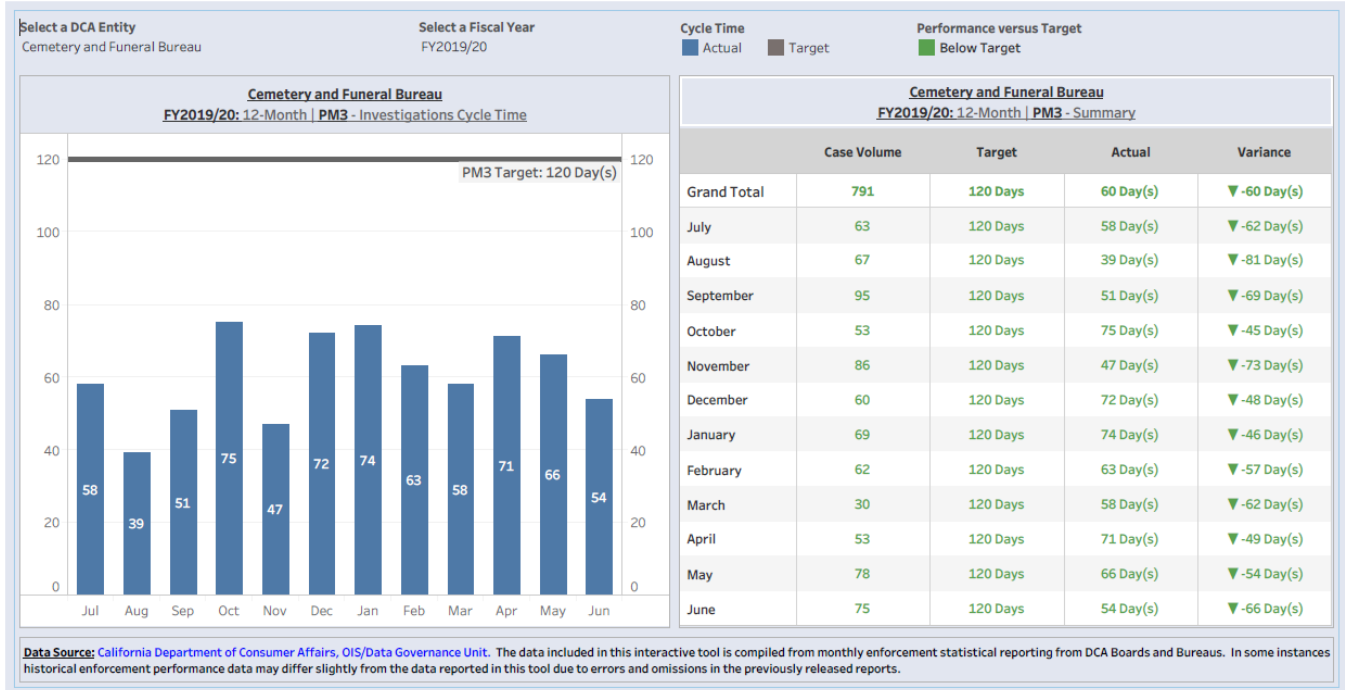 Select a DCA Entity
Cemetery and Funeral Bureau
Select a Fiscal Year
FY2019/20
Cycle Time
Actual Target
Performance versus Target
Below Target
Cemetery and Funeral Bureau
FY2019/20: 12-Month | PM3 - Investigations Cycle Time
120 120
PM3 Target: 120 Day(s)
100 100
80 80
60 60
40 40
20 20
0 0
58 39 51 75 47 72 74 63 58 71 66 54
Jul Aug Sep Oct Nov Dec Jan Feb Mar Apr May Jun
Cemetery and Funeral Bureau
FY2019/20: 12-Month | PM3 - Summary
Case Volume Target Actual Variance
Grand Total 791 120 Days 60 Day(s) ▼ -60 Day(s)
July 63 120 Days 58 Day(s) ▼ -62 Day(s)
August 67 120 Days 39 Day(s) ▼ -81 Day(s)
September 95 120 Days 51 Day(s) ▼ -69 Day(s)
October 53 120 Days 75 Day(s) ▼ -45 Day(s)
November 86 120 Days 47 Day(s) ▼ -73 Day(s)
December 60 120 Days 72 Day(s) ▼ -48 Day(s)
January 69 120 Days 74 Day(s) ▼ -46 Day(s)
February 62 120 Days 63 Day(s) ▼ -57 Day(s)
March 30 120 Days 58 Day(s) ▼ -62 Day(s)
April 53 120 Days 71 Day(s) ▼ -49 Day(s)
May 78 120 Days 66 Day(s) ▼ -54 Day(s)
June 75 120 Days 54 Day(s) ▼ -66 Day(s)
Data Source: California Department of Consumer Affairs, OIS/Data Governance Unit. The data included in this interactive tool is compiled from monthly enforcement statistical reporting from DCA Boards and Bureaus. In some instances
historical enforcement performance data may differ slightly from the data reported in this tool due to errors and omissions in the previously released reports.